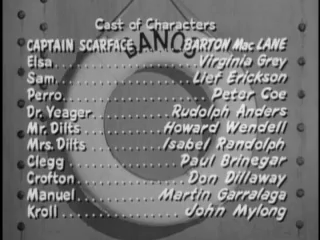 Cast of Characters
CAPTAIN SCARFACE BARTON MacLANE
Elsa..................Virginia Grey
Sam..................Lief Erickson
Perro..................Peter Coe
Dr. Yeager..........Rudolph Anders
Mr. Dilts..........Howard Wendell
Mrs. Dilts..........Isabel Randolph
Clegg..............Paul Brinegar
Crofton............Don Dillaway
Manuel..........Martin Garralaga
Kroll................John Mylong